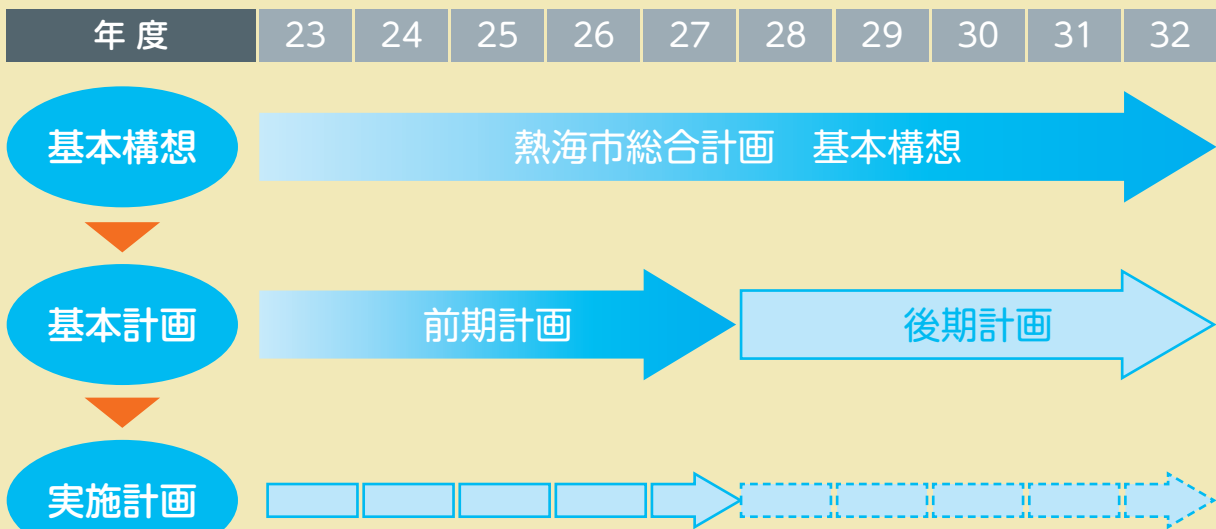 年度 23 24 25 26 27 28 29 30 31 32
基本構想 熱海市総合計画 基本構想
基本計画 前期計画 後期計画
実施計画